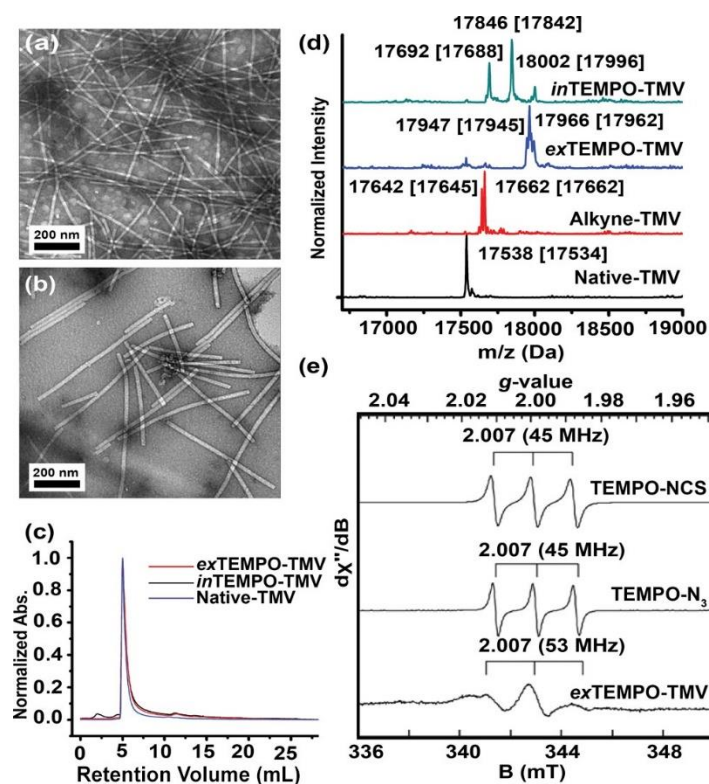 (a)
200 nm
(b)
200 nm
(c)
Normalized Abs.
1.0
0.8
0.6
0.4
0.2
0.0
exTEMPO-TMV
inTEMPO-TMV
Native-TMV
0 5 10 15 20 25
Retention Volume (mL)
(d)
Normalized Intensity
17846 [17842]
17692 [17688]
18002 [17996]
inTEMPO-TMV
17947 [17945]
17966 [17962]
exTEMPO-TMV
17642 [17645]
17662 [17662]
Alkyne-TMV
17538 [17534]
Native-TMV
17000 17500 18000 18500 19000
m/z (Da)
(e)
g-value
2.04 2.02 2.00 1.98 1.96
dχ"/dB
2.007 (45 MHz)
TEMPO-NCS
2.007 (45 MHz)
TEMPO-N₃
2.007 (53 MHz)
exTEMPO-TMV
336 340 344 348
B (mT)